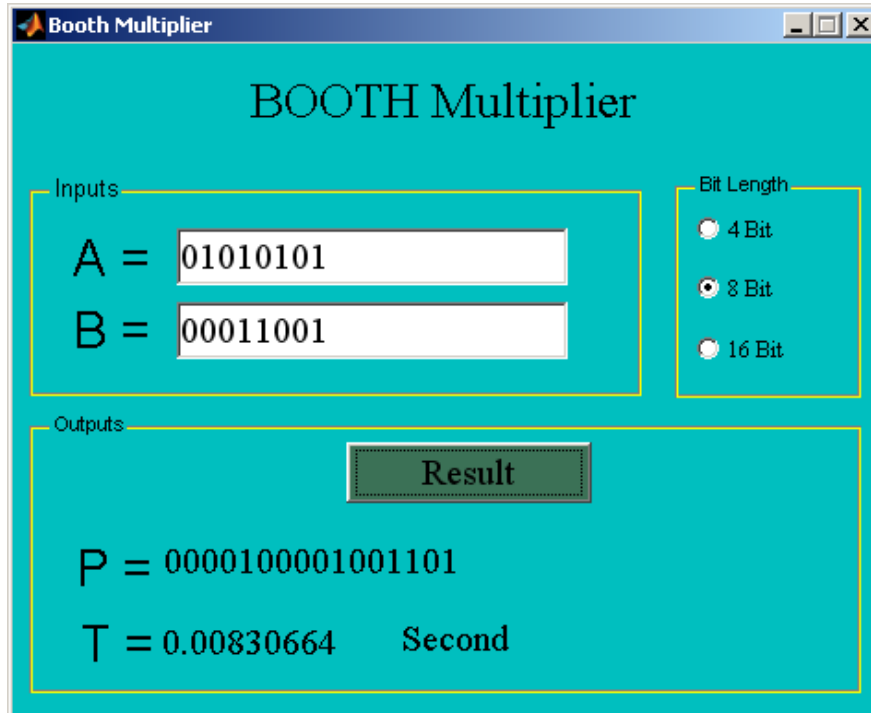 Booth Multiplier
BOOTH Multiplier
Inputs
A = 01010101
B = 00011001
Bit Length
4 Bit
8 Bit
16 Bit
Outputs
Result
P = 0000100001001101
T = 0.00830664 Second